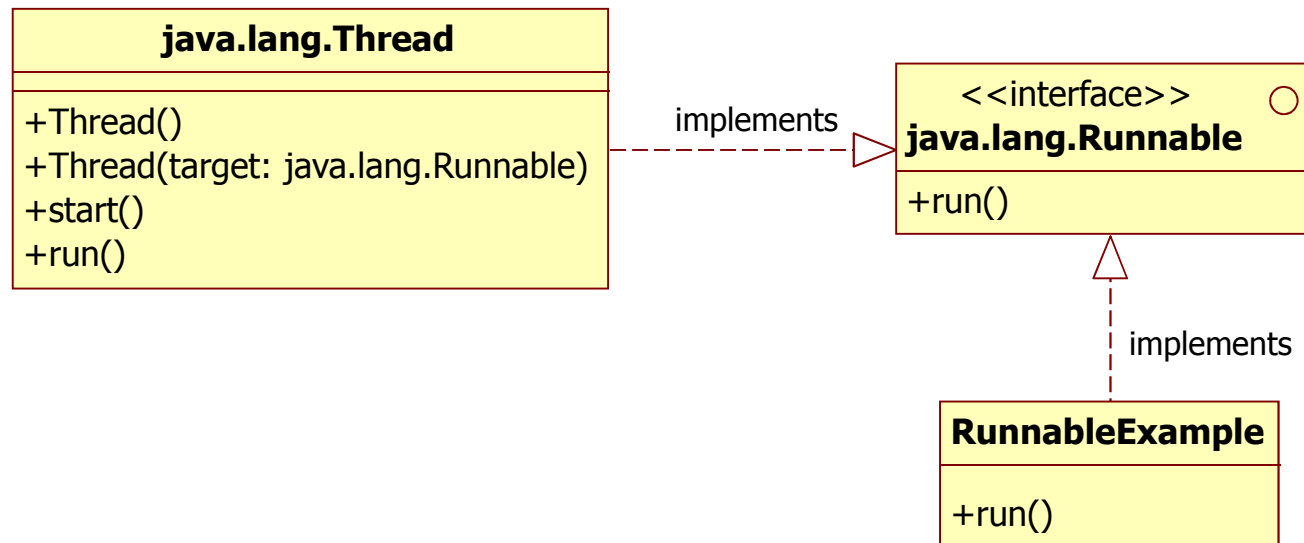 java.lang.Thread
+Thread()
+Thread(target: java.lang.Runnable)
+start()
+run()
implements
<<interface>>
java.lang.Runnable
+run()
implements
RunnableExample
+run()